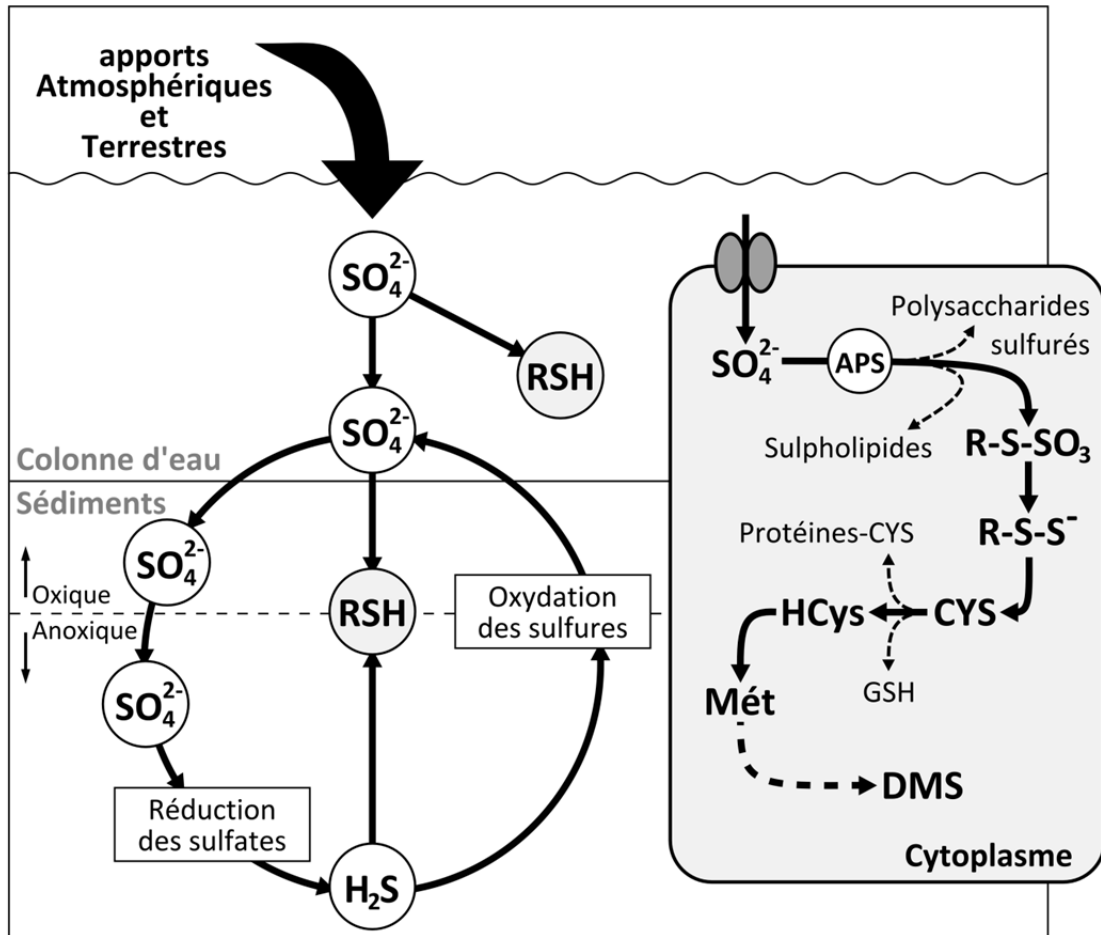 apports
Atmosphériques
et
Terrestres
SO₄²⁻
RSH
SO₄²⁻
Colonne d'eau
Sédiments
SO₄²⁻
Oxique
Anoxique
RSH
Oxydation
des sulfures
SO₄²⁻
Réduction
des sulfates
H₂S
SO₄²⁻
APS
Polysaccharides
sulfurés
Sulpholipides
R-S-SO₃
R-S-S⁻
Protéines-CYS
CYS
HCys
GSH
Mét
DMS
Cytoplasme